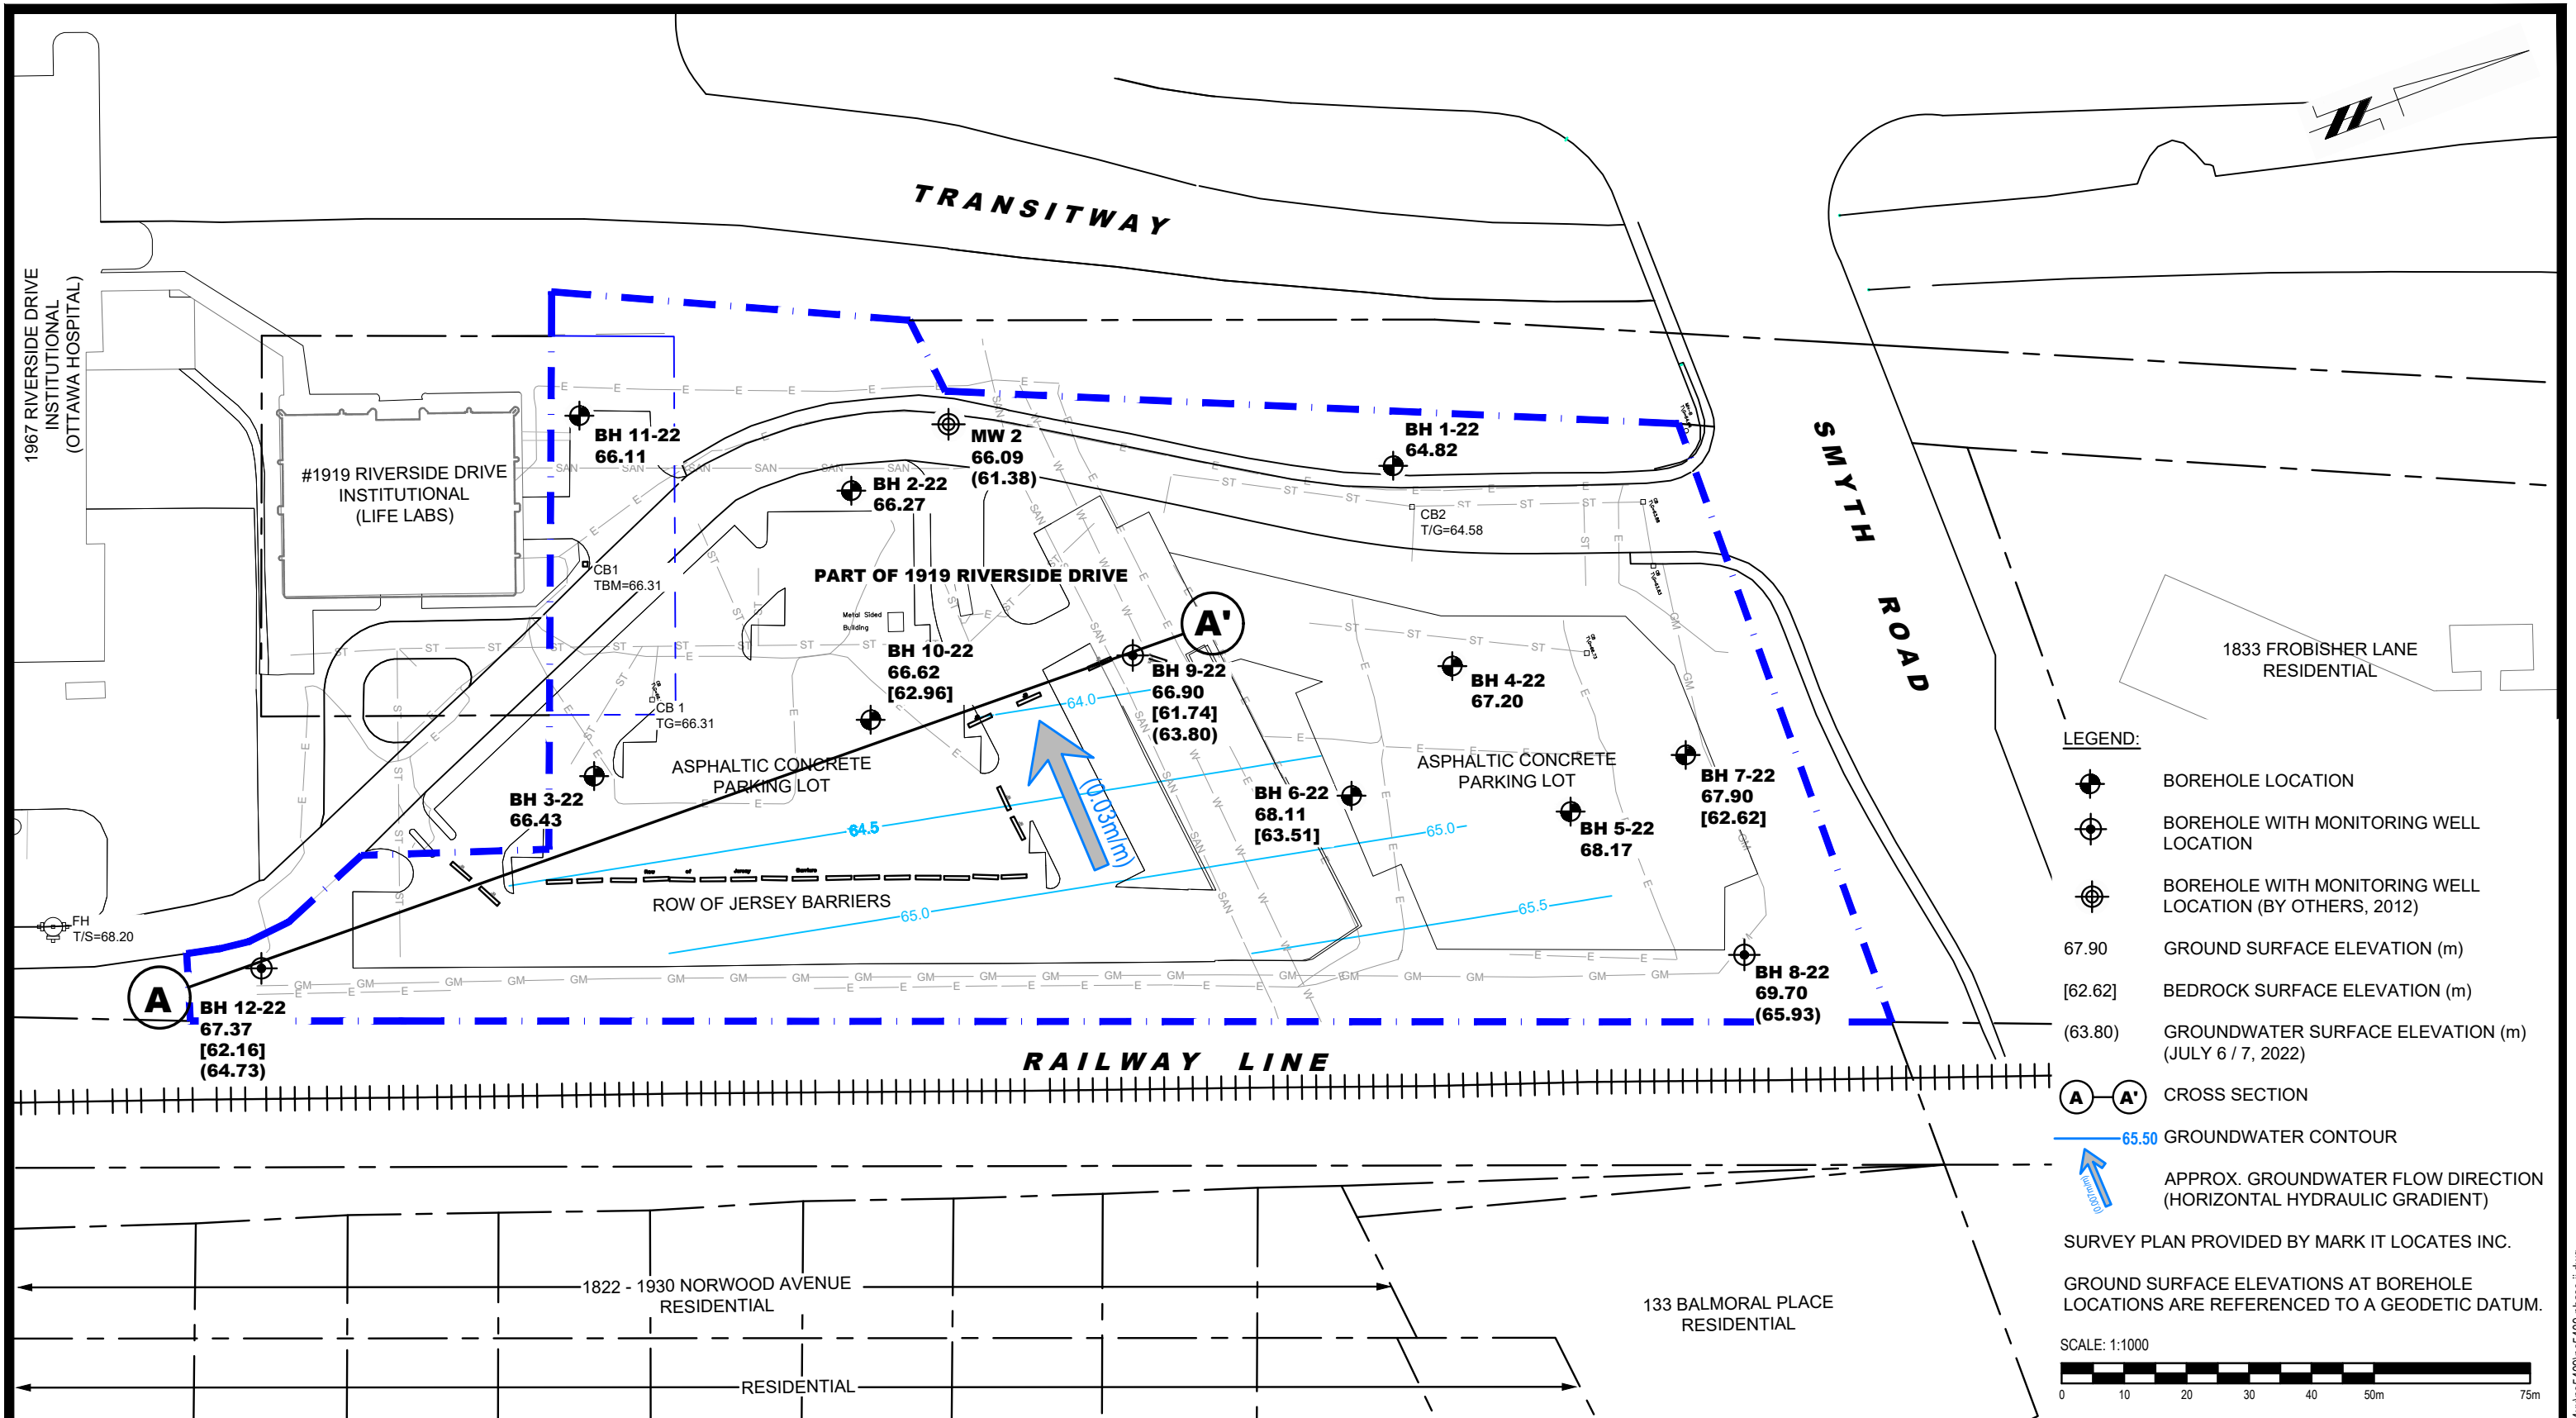 TRANSITWAY
1967 RIVERSIDE DRIVE
INSTITUTIONAL
(OTTAWA HOSPITAL)
#1919 RIVERSIDE DRIVE
INSTITUTIONAL
(LIFE LABS)
BH 11-22
66.11
MW 2
66.09
(61.38)
BH 2-22
66.27
BH 1-22
64.82
CB2
T/G=64.58
SMYTH ROAD
CB1
TBM=66.31
PART OF 1919 RIVERSIDE DRIVE
Metal Sided
Building
A'
BH 10-22
66.62
[62.96]
BH 9-22
66.90
[61.74]
(63.80)
BH 4-22
67.20
1833 FROBISHER LANE
RESIDENTIAL
CB 1
TG=66.31
64.0
ASPHALTIC CONCRETE
PARKING LOT
ASPHALTIC CONCRETE
PARKING LOT
BH 3-22
66.43
(0.03m/m)
64.5
BH 6-22
68.11
[63.51]
BH 5-22
68.17
BH 7-22
67.90
[62.62]
65.0
Row of Jersey Barriers
ROW OF JERSEY BARRIERS
65.0
65.5
FH
T/S=68.20
A
BH 12-22
67.37
[62.16]
(64.73)
BH 8-22
69.70
(65.93)
RAILWAY LINE
1822 - 1930 NORWOOD AVENUE
RESIDENTIAL
133 BALMORAL PLACE
RESIDENTIAL
RESIDENTIAL
LEGEND:
BOREHOLE LOCATION
BOREHOLE WITH MONITORING WELL
LOCATION
BOREHOLE WITH MONITORING WELL
LOCATION (BY OTHERS, 2012)
67.90 GROUND SURFACE ELEVATION (m)
[62.62] BEDROCK SURFACE ELEVATION (m)
(63.80) GROUNDWATER SURFACE ELEVATION (m)
(JULY 6 / 7, 2022)
A A' CROSS SECTION
65.50 GROUNDWATER CONTOUR
(0.007m/m)
APPROX. GROUNDWATER FLOW DIRECTION
(HORIZONTAL HYDRAULIC GRADIENT)
SURVEY PLAN PROVIDED BY MARK IT LOCATES INC.
GROUND SURFACE ELEVATIONS AT BOREHOLE
LOCATIONS ARE REFERENCED TO A GEODETIC DATUM.
SCALE: 1:1000
0 10 20 30 40 50m 75m